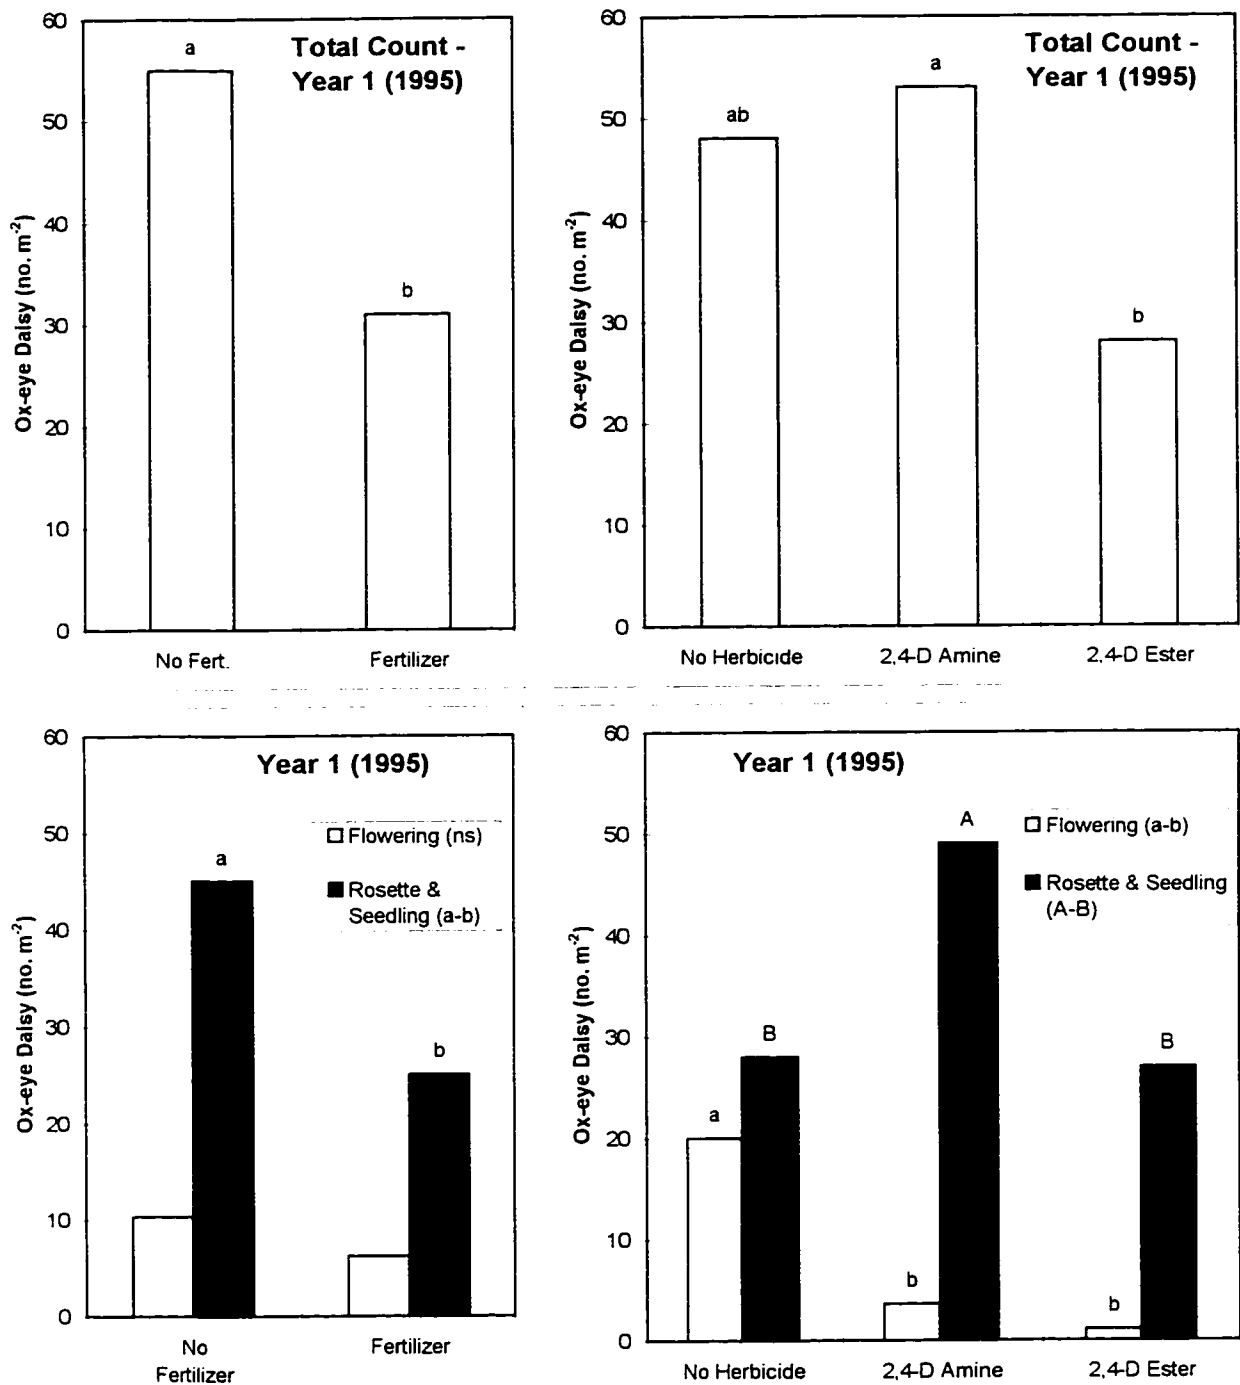 Total Count -
Year 1 (1995)
60
50
40
30
20
10
0
Ox-eye Daisy (no. m-2)
a
b
No Fert.
Fertilizer
Total Count -
Year 1 (1995)
60
50
40
30
20
10
0
Ox-eye Daisy (no. m-2)
ab
a
b
No Herbicide
2,4-D Amine
2,4-D Ester
Year 1 (1995)
60
50
40
30
20
10
0
Ox-eye Daisy (no. m-2)
Flowering (ns)
Rosette &
Seedling (a-b)
a
b
No
Fertilizer
Fertilizer
Year 1 (1995)
60
50
40
30
20
10
0
Ox-eye Daisy (no. m-2)
Flowering (a-b)
Rosette & Seedling
(A-B)
a
B
b
A
b
B
No Herbicide
2,4-D Amine
2,4-D Ester